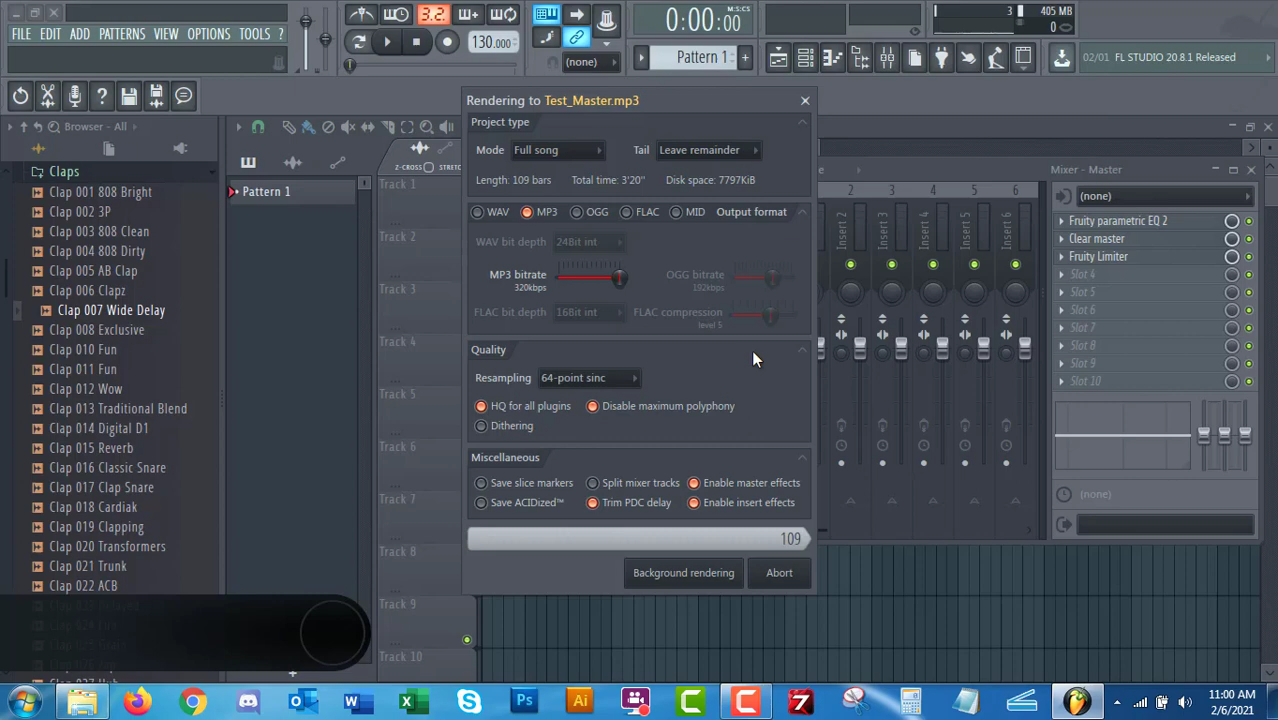 FILE EDIT ADD PATTERNS VIEW OPTIONS TOOLS ?
3.2.
130.000
(none)
0:00:00
M:S:CS
Pattern 1
3
405 MB
0
02/01 FL STUDIO 20.8.1 Released
Browser - All
Claps
Clap 001 808 Bright
Clap 002 3P
Clap 003 808 Clean
Clap 004 808 Dirty
Clap 005 AB Clap
Clap 006 Clapz
Clap 007 Wide Delay
Clap 008 Exclusive
Clap 010 Fun
Clap 011 Fun
Clap 012 Wow
Clap 013 Traditional Blend
Clap 014 Digital D1
Clap 015 Reverb
Clap 016 Classic Snare
Clap 017 Clap Snare
Clap 018 Cardiak
Clap 019 Clapping
Clap 020 Transformers
Clap 021 Trunk
Clap 022 ACB
Pattern 1
Z-CROSS
Track 1
Track 2
Track 3
Track 4
Track 5
Track 6
Track 7
Track 8
Track 9
Track 10
Rendering to Test_Master.mp3
Project type
Mode Full song Tail Leave remainder
Length: 109 bars Total time: 3'20" Disk space: 7797KiB
WAV MP3 OGG FLAC MID Output format
WAV bit depth 248it int
MP3 bitrate OGG bitrate
320kbps 192kbps
FLAC bit depth 168it int FLAC compression
level 5
Quality
Resampling 64-point sinc
HQ for all plugins Disable maximum polyphony
Dithering
Miscellaneous
Save slice markers Split mixer tracks Enable master effects
Save ACIDized™ Trim PDC delay Enable insert effects
109
Background rendering Abort
2 3 4 5 6
Insert 2
Insert 3
Insert 4
Insert 5
Insert 6
Mixer - Master
(none)
Fruity parametric EQ 2
Clear master
Fruity Limiter
Slot 4
Slot 5
Slot 6
Slot 7
Slot 8
Slot 9
Slot 10
(none)
W
X
S
Ps
Ai
C
C
7
11:00 AM
2/6/2021